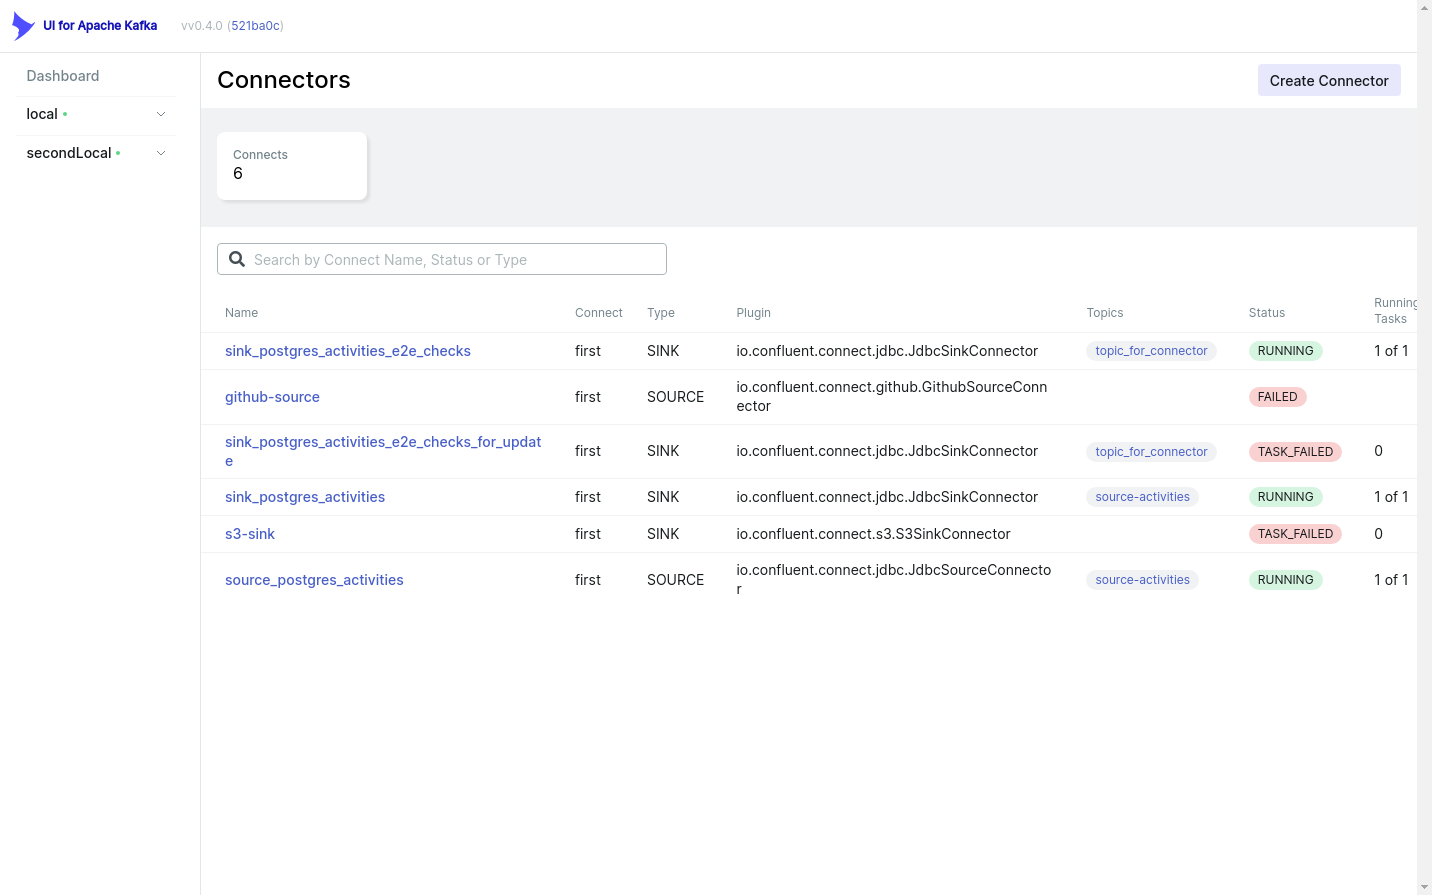 UI for Apache Kafka
vv0.4.0 (521ba0c)
Dashboard
local
secondLocal
Connectors
Create Connector
Connects
6
Search by Connect Name, Status or Type
Name Connect Type Plugin Topics Status Running
Tasks
sink_postgres_activities_e2e_checks first SINK io.confluent.connect.jdbc.JdbcSinkConnector topic_for_connector RUNNING 1 of 1
github-source first SOURCE io.confluent.connect.github.GithubSourceConn
ector FAILED
sink_postgres_activities_e2e_checks_for_updat
e first SINK io.confluent.connect.jdbc.JdbcSinkConnector topic_for_connector TASK_FAILED 0
sink_postgres_activities first SINK io.confluent.connect.jdbc.JdbcSinkConnector source-activities RUNNING 1 of 1
s3-sink first SINK io.confluent.connect.s3.S3SinkConnector TASK_FAILED 0
source_postgres_activities first SOURCE io.confluent.connect.jdbc.JdbcSourceConnecto
r source-activities RUNNING 1 of 1